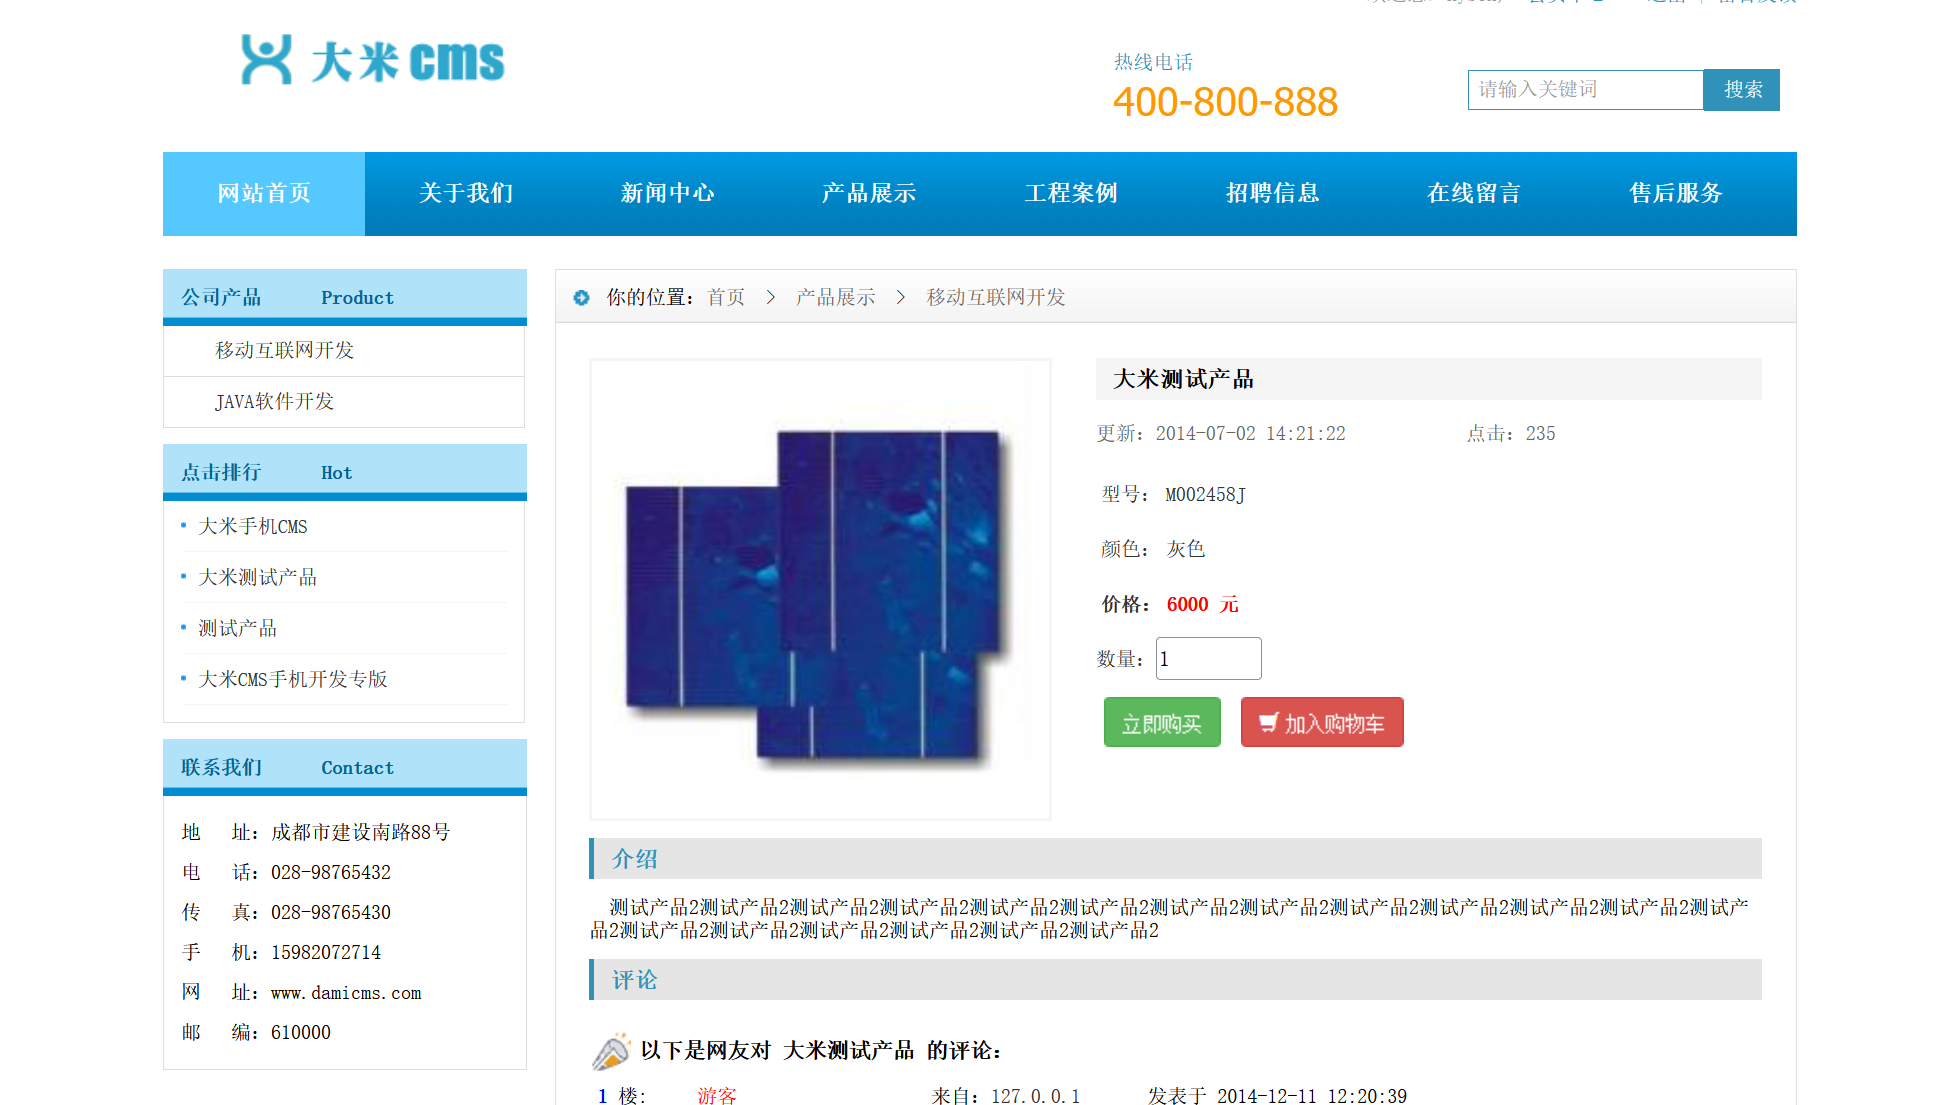 大米cms
热线电话
400-800-888
请输入关键词 搜索
网站首页 关于我们 新闻中心 产品展示 工程案例 招聘信息 在线留言 售后服务
公司产品 Product
移动互联网开发
JAVA软件开发
点击排行 Hot
大米手机CMS
大米测试产品
测试产品
大米CMS手机开发专版
联系我们 Contact
地 址：成都市建设南路88号
电 话：028-98765432
传 真：028-98765430
手 机：15982072714
网 址：www.damicms.com
邮 编：610000
你的位置：首页 > 产品展示 > 移动互联网开发
大米测试产品
更新：2014-07-02 14:21:22 点击：235
型号： M002458J
颜色： 灰色
价格： 6000 元
数量：1
立即购买 加入购物车
介绍
测试产品2测试产品2测试产品2测试产品2测试产品2测试产品2测试产品2测试产品2测试产品2测试产品2测试产品2测试产品2测试产
品2测试产品2测试产品2测试产品2测试产品2测试产品2测试产品2
评论
以下是网友对 大米测试产品 的评论：
1 楼: 游客 来自：127.0.0.1 发表于 2014-12-11 12:20:39